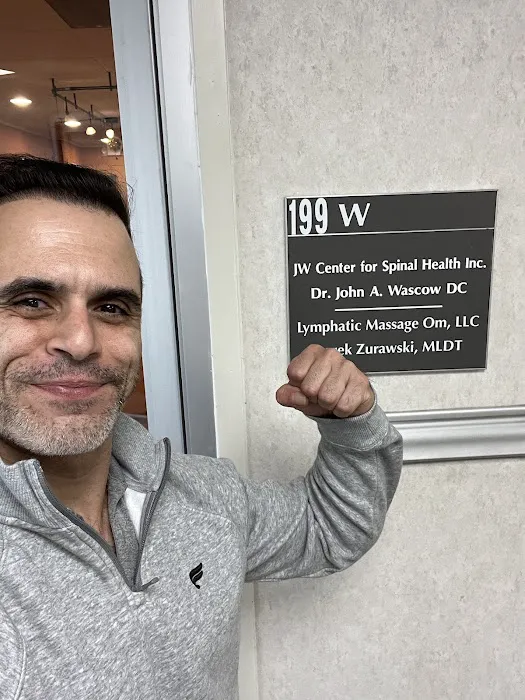 199 W
JW Center for Spinal Health Inc.
Dr. John A. Wascow DC
Lymphatic Massage Om, LLC
Zurawski, MLDT